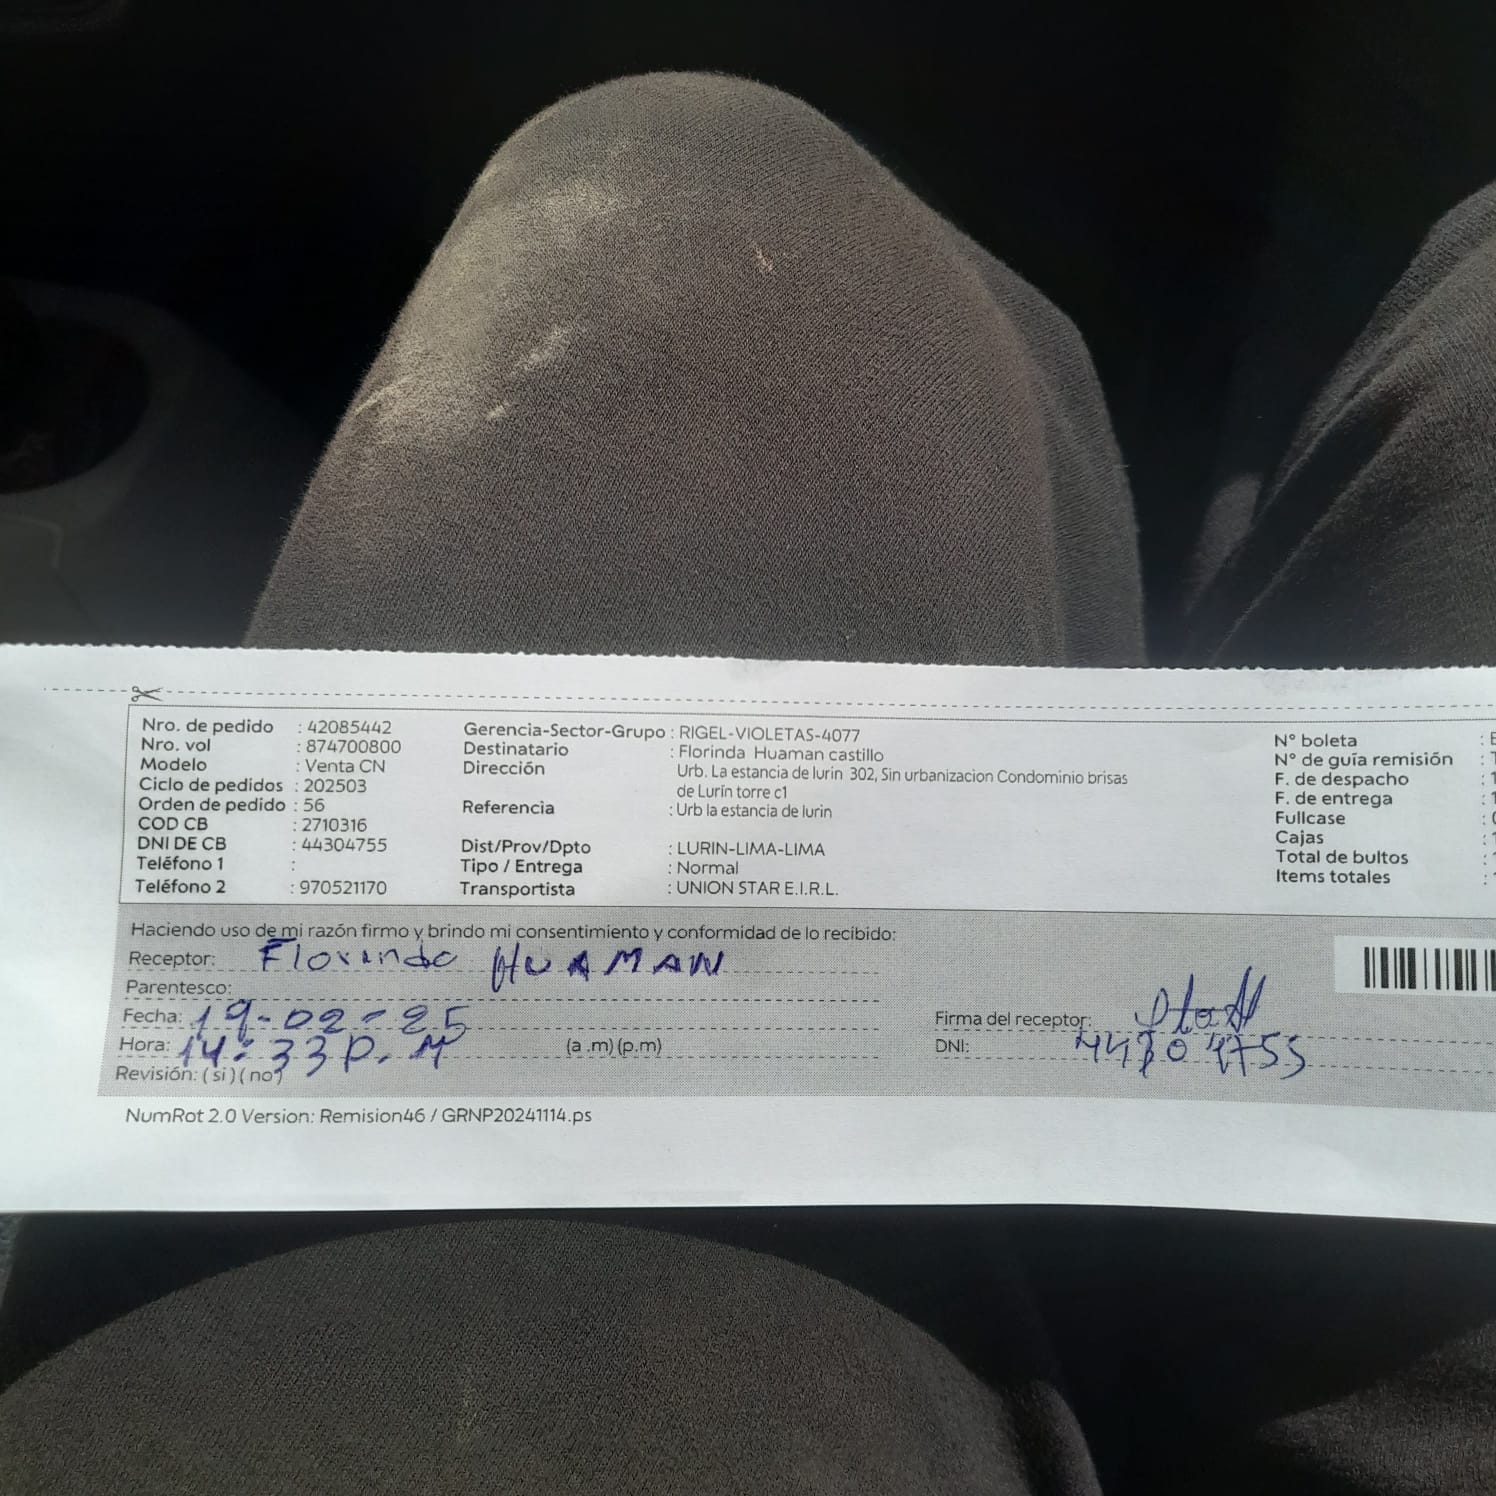 Nro. de pedido : 42085442
Nro. vol : 874700800
Modelo : Venta CN
Ciclo de pedidos : 202503
Orden de pedido : 56
COD CB : 2710316
DNI DE CB : 44304755
Teléfono 1 :
Teléfono 2 : 970521170
Gerencia-Sector-Grupo : RIGEL-VIOLETAS-4077
Destinatario : Florinda Huaman castillo
Dirección Urb. La estancia de lurin 302, Sin urbanizacion Condominio brisas
de Lurín torre c1
Referencia : Urb la estancia de lurin
Dist/Prov/Dpto : LURIN-LIMA-LIMA
Tipo / Entrega : Normal
Transportista : UNION STAR E.I.R.L.
N° boleta :
N° de guía remisión :
F. de despacho :
F. de entrega :
Fullcase :
Cajas :
Total de bultos :
Items totales :
Haciendo uso de mi razón firmo y brindo mi consentimiento y conformidad de lo recibido:
Receptor: Florinda HUAMAN
Parentesco:
Fecha: 19-02-25
Hora: 14:33 P.M (a .m) (p.m)
Revisión: ( si ) ( no )
Firma del receptor:
DNI: 44304755
NumRot 2.0 Version: Remision46 / GRNP20241114.ps